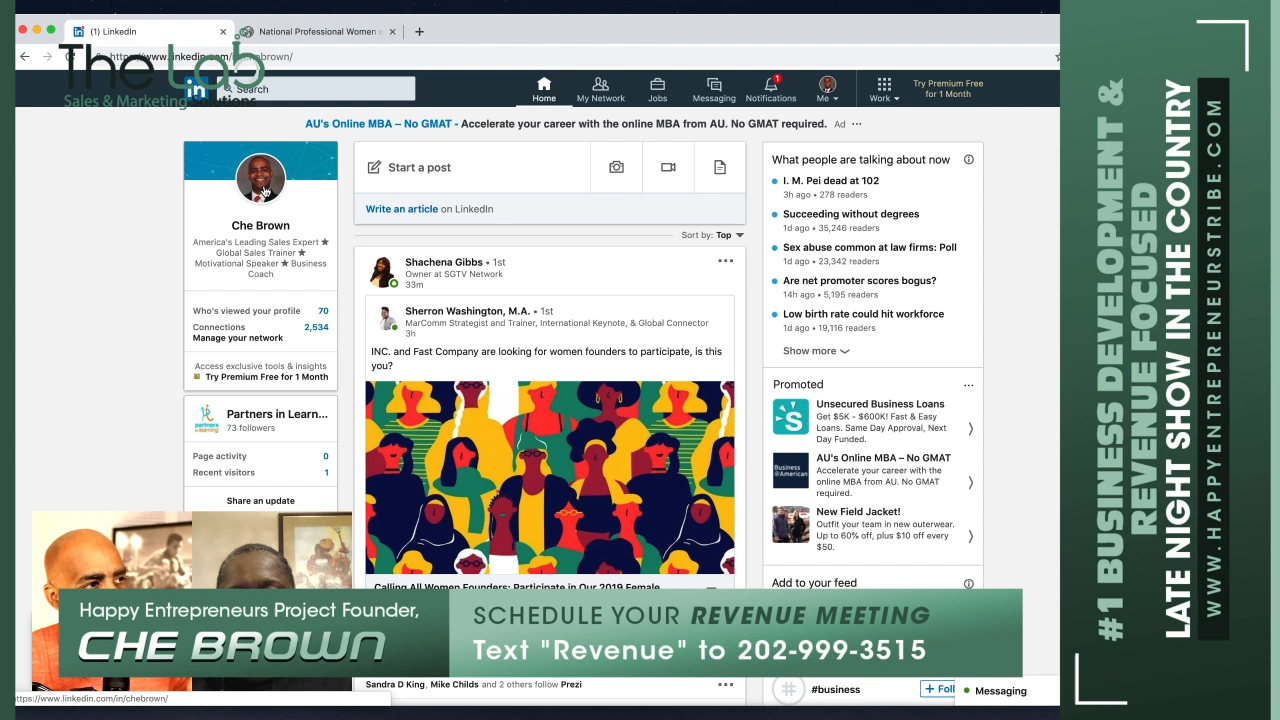 (1) LinkedIn
National Professional Women o
https://www.linkedin.com/in/chebrown/
The Lab
Sales & Marketing Solutions
in
Search
Home
My Network
Jobs
Messaging
1
Notifications
Me
Work
Try Premium Free
for 1 Month
AU's Online MBA – No GMAT - Accelerate your career with the online MBA from AU. No GMAT required. Ad ···
Che Brown
America's Leading Sales Expert ★
Global Sales Trainer ★
Motivational Speaker ★ Business
Coach
Who's viewed your profile 70
Connections 2,534
Manage your network
Access exclusive tools & insights
Try Premium Free for 1 Month
partners
in learning
Partners in Learn...
73 followers
Page activity 0
Recent visitors 1
Share an update
Start a post
Write an article on LinkedIn
Sort by: Top
Shachena Gibbs • 1st
Owner at SGTV Network
33m
Sherron Washington, M.A. • 1st
MarComm Strategist and Trainer, International Keynote, & Global Connector
3h
INC. and Fast Company are looking for women founders to participate, is this
you?
Calling All Women Founders: Participate in Our 2019 Female
Sandra D King, Mike Childs and 2 others follow Prezi
What people are talking about now
I. M. Pei dead at 102
3h ago • 278 readers
Succeeding without degrees
1d ago • 35,246 readers
Sex abuse common at law firms: Poll
1d ago • 23,342 readers
Are net promoter scores bogus?
14h ago • 5,195 readers
Low birth rate could hit workforce
1d ago • 19,116 readers
Show more
Promoted
Unsecured Business Loans
Get $5K - $600K! Fast & Easy
Loans. Same Day Approval, Next
Day Funded.
Business
@American
AU's Online MBA – No GMAT
Accelerate your career with the
online MBA from AU. No GMAT
required.
New Field Jacket!
Outfit your team in new outerwear.
Up to 60% off, plus $10 off every
$50.
Add to your feed
#business
+ Foll
Messaging
Happy Entrepreneurs Project Founder,
CHE BROWN
SCHEDULE YOUR REVENUE MEETING
Text "Revenue" to 202-999-3515
https://www.linkedin.com/in/chebrown/
#1 BUSINESS DEVELOPMENT &
REVENUE FOCUSED
LATE NIGHT SHOW IN THE COUNTRY
WWW.HAPPYENTREPRENEURSTRIBE.COM